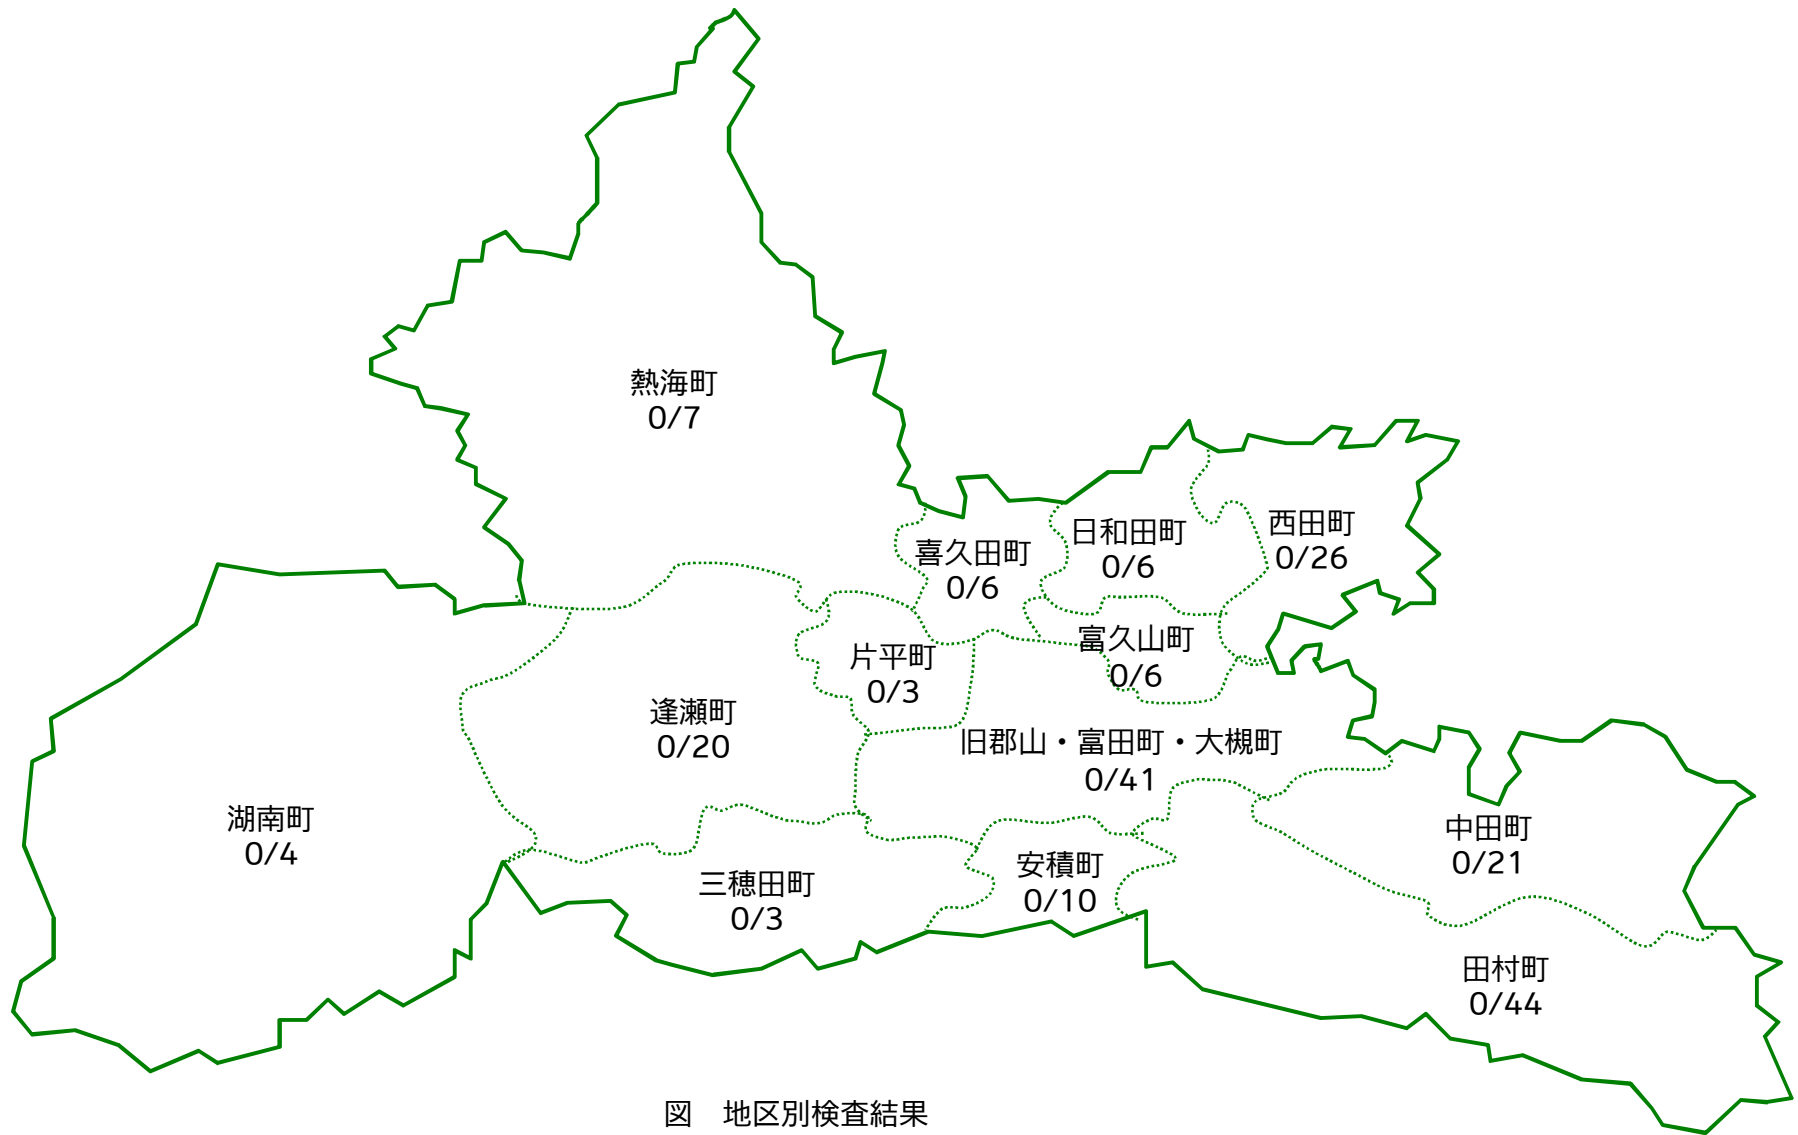 熱海町
0/7
日和田町
0/6
西田町
0/26
喜久田町
0/6
富久山町
0/6
片平町
0/3
逢瀬町
0/20
旧郡山・富田町・大槻町
0/41
湖南町
0/4
中田町
0/21
安積町
0/10
三穂田町
0/3
田村町
0/44
図　地区別検査結果